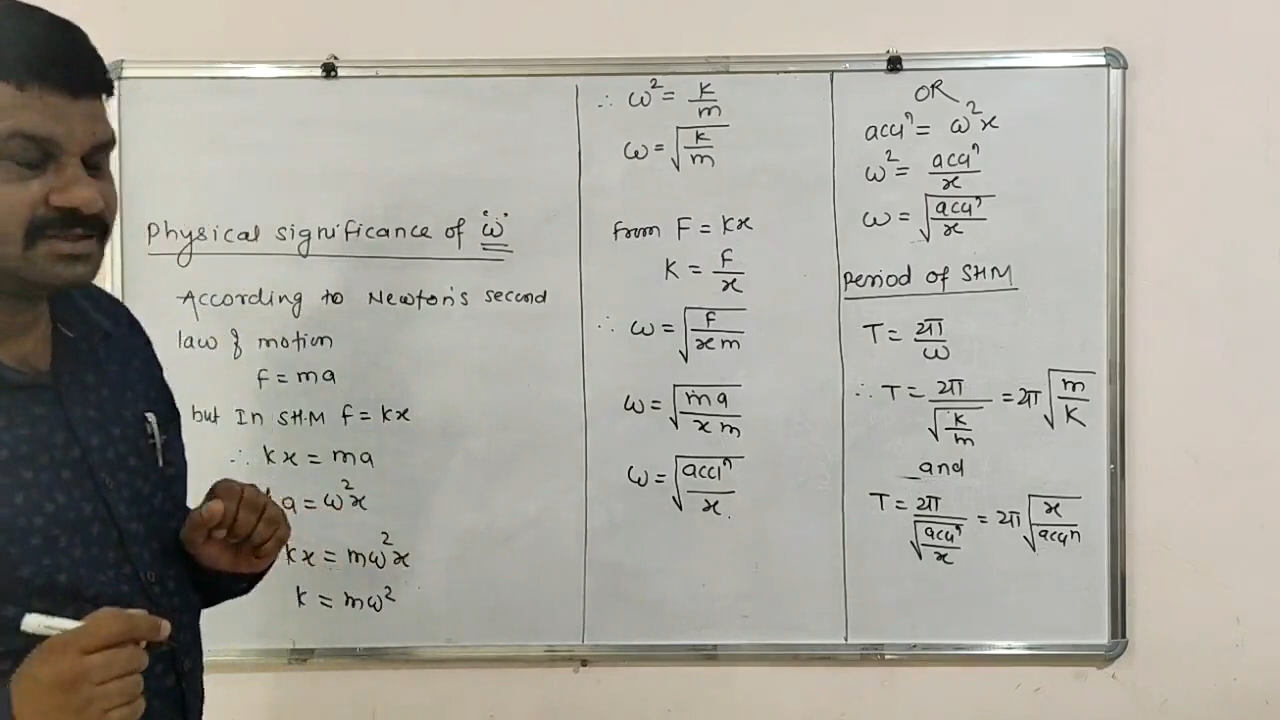 Physical significance of 'ω'
According to Newton's second
law of motion
f = ma
but In SHM f = kx
∴ kx = ma
a = ω²x
kx = mω²x
k = mω²
∴ ω² = k/m
ω = √(k/m)
from F = kx
K = F/x
∴ ω = √(f/xm)
ω = √(ma/xm)
ω = √(accⁿ/x)
OR
accⁿ = ω²x
ω² = accⁿ/x
ω = √(accⁿ/x)
Period of SHM
T = 2π/ω
∴ T = 2π/√(k/m) = 2π√(m/K)
and
T = 2π/√(accⁿ/x) = 2π√(x/accⁿ)